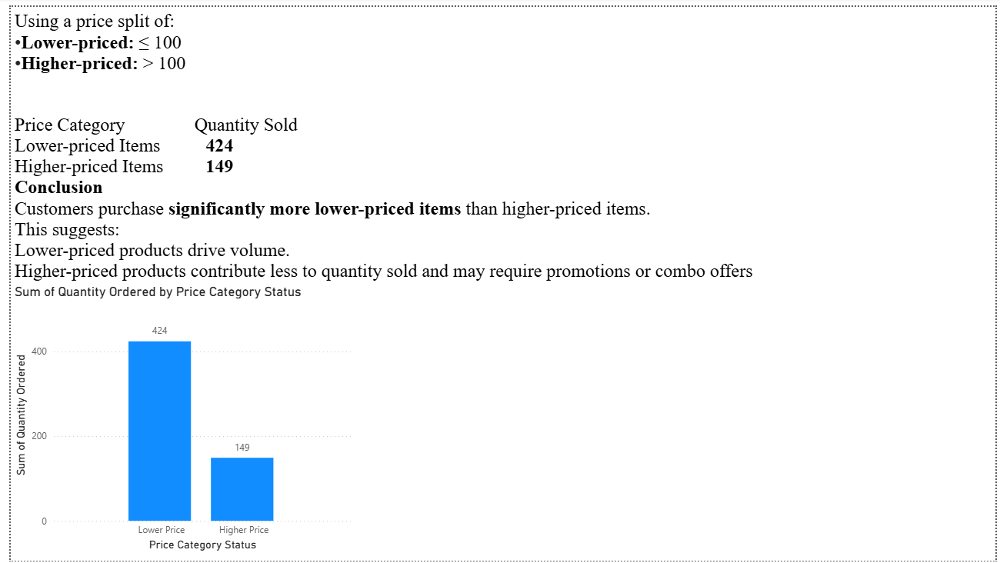 Using a price split of:
•Lower-priced: ≤ 100
•Higher-priced: > 100
Price Category Quantity Sold
Lower-priced Items 424
Higher-priced Items 149
Conclusion
Customers purchase significantly more lower-priced items than higher-priced items.
This suggests:
Lower-priced products drive volume.
Higher-priced products contribute less to quantity sold and may require promotions or combo offers
Sum of Quantity Ordered by Price Category Status
424
400
Sum of Quantity Ordered
200
149
0
Lower Price Higher Price
Price Category Status